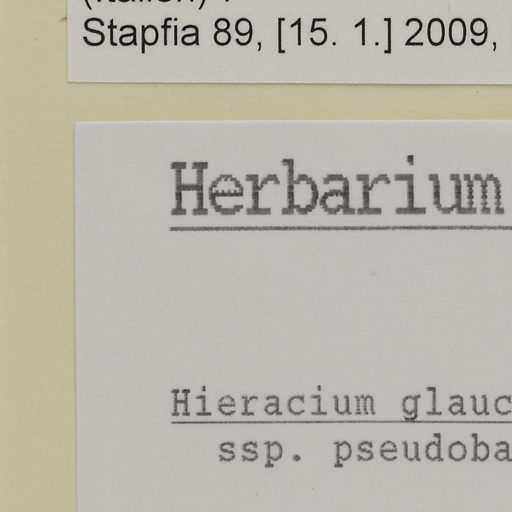 Stapfia 89, [15. 1.] 2009,
Herbarium
Hieracium glauc
ssp. pseudoba